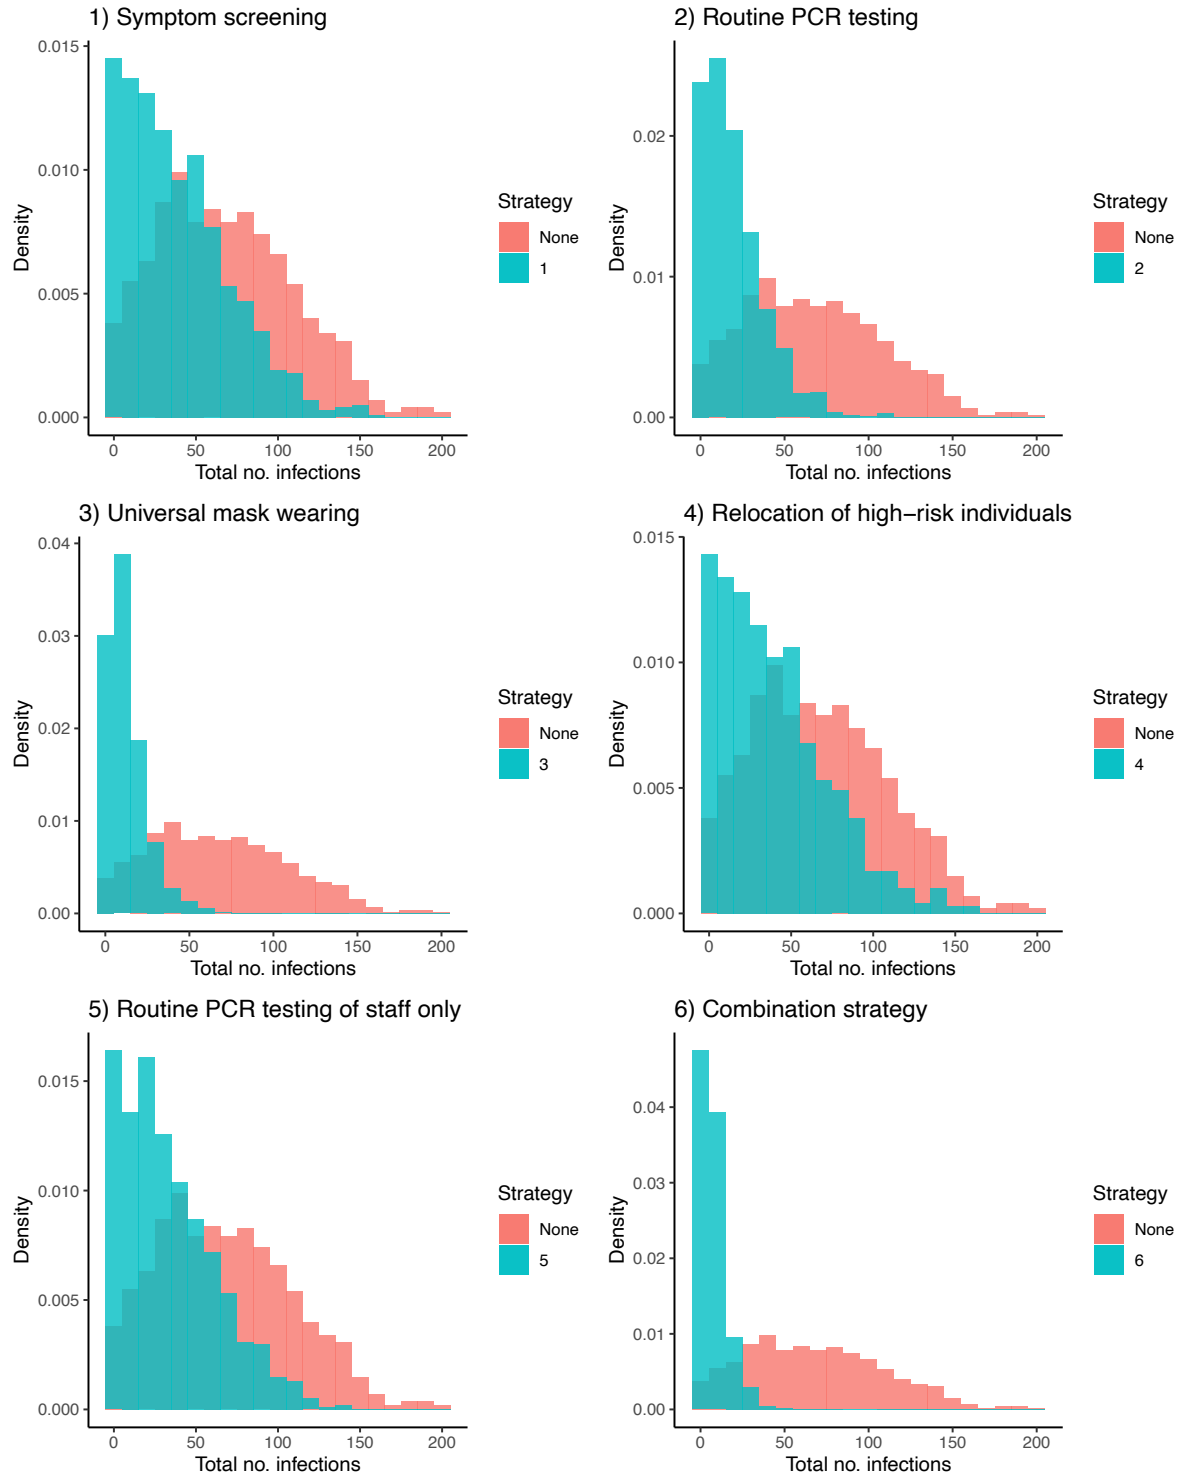 1) Symptom screening
0.015
0.010
0.005
0.000
Density
0 50 100 150 200
Total no. infections
Strategy
None
1
2) Routine PCR testing
0.02
0.01
0.00
Density
0 50 100 150 200
Total no. infections
Strategy
None
2
3) Universal mask wearing
0.04
0.03
0.02
0.01
0.00
Density
0 50 100 150 200
Total no. infections
Strategy
None
3
4) Relocation of high−risk individuals
0.015
0.010
0.005
0.000
Density
0 50 100 150 200
Total no. infections
Strategy
None
4
5) Routine PCR testing of staff only
0.015
0.010
0.005
0.000
Density
0 50 100 150 200
Total no. infections
Strategy
None
5
6) Combination strategy
0.04
0.03
0.02
0.01
0.00
Density
0 50 100 150 200
Total no. infections
Strategy
None
6